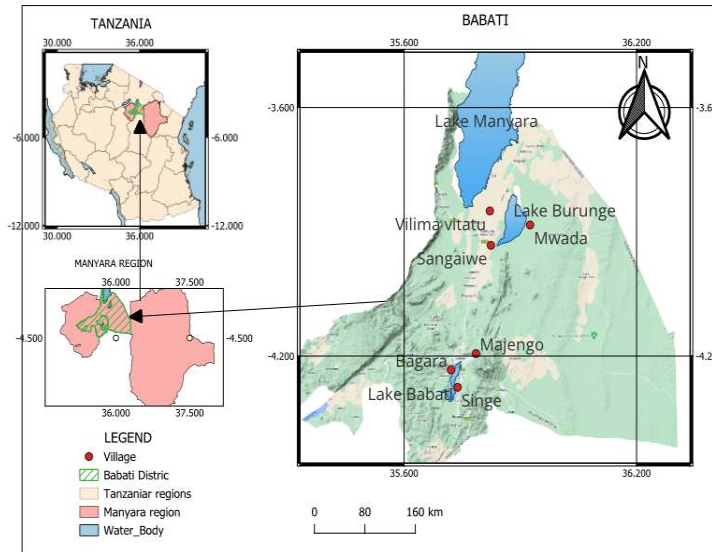 TANZANIA
30.000 36.000
-6.000 -6.000
-12.000 -12.000
30.000 36.000
MANYARA REGION
36.000 37.500
-4.500 -4.500
36.000 37.500
LEGEND
Village
Babati Distric
Tanzaniar regions
Manyara region
Water_Body
BABATI
35.600 36.200
N
-3.600 -3.600
Lake Manyara
Lake Burunge
Vilima vitatu
Mwada
Sangaiwe
Majengo
-4.200 -4.200
Bagara
Lake Babati
Singe
35.600 36.200
0 80 160 km